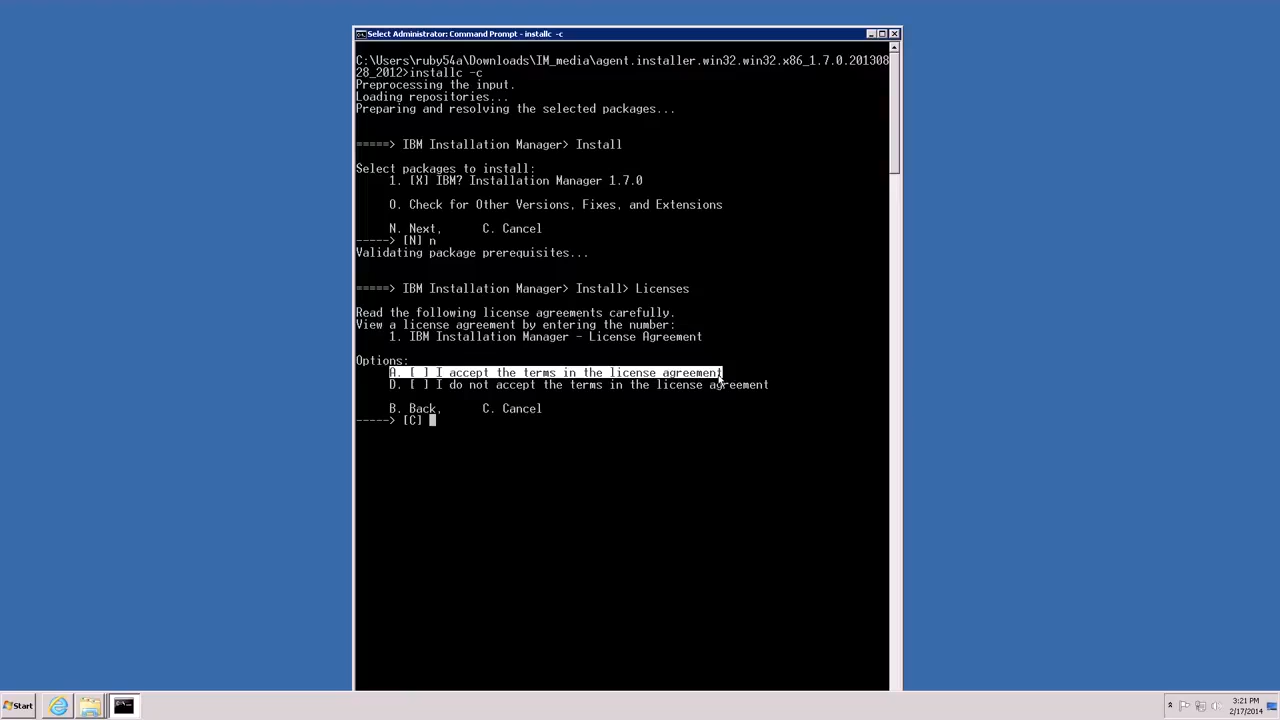 Select Administrator: Command Prompt - installc -c
C:\Users\ruby54a\Downloads\IM_media\agent.installer.win32.win32.x86_1.7.0.201308
28_2012>installc -c
Preprocessing the input.
Loading repositories...
Preparing and resolving the selected packages...
=====> IBM Installation Manager> Install
Select packages to install:
1. [X] IBM? Installation Manager 1.7.0
O. Check for Other Versions, Fixes, and Extensions
N. Next, C. Cancel
-----> [N] n
Validating package prerequisites...
=====> IBM Installation Manager> Install> Licenses
Read the following license agreements carefully.
View a license agreement by entering the number:
1. IBM Installation Manager - License Agreement
Options:
A. [ ] I accept the terms in the license agreement
D. [ ] I do not accept the terms in the license agreement
B. Back, C. Cancel
-----> [C]
Start
3:21 PM
2/17/2014